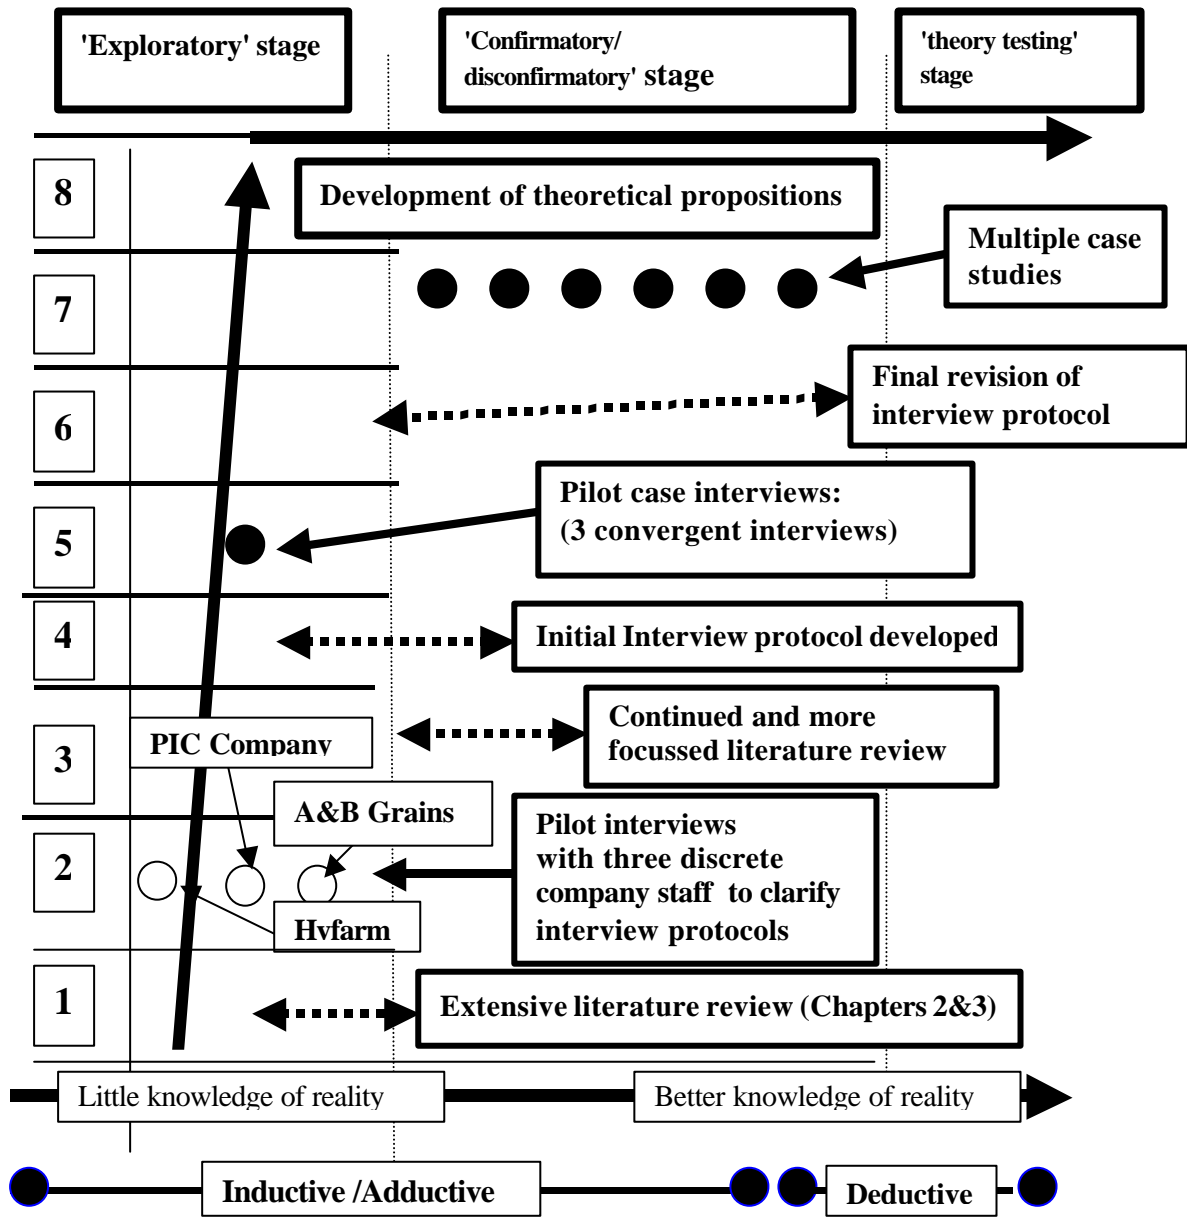 'Exploratory' stage
'Confirmatory/
disconfirmatory' stage
'theory testing'
stage
8
Development of theoretical propositions
Multiple case
studies
7
Final revision of
interview protocol
6
Pilot case interviews:
(3 convergent interviews)
5
4
Initial Interview protocol developed
Continued and more
focussed literature review
PIC Company
3
A&B Grains
Pilot interviews
with three discrete
company staff to clarify
interview protocols
2
Hvfarm
1
Extensive literature review (Chapters 2&3)
Little knowledge of reality
Better knowledge of reality
Inductive /Adductive
Deductive